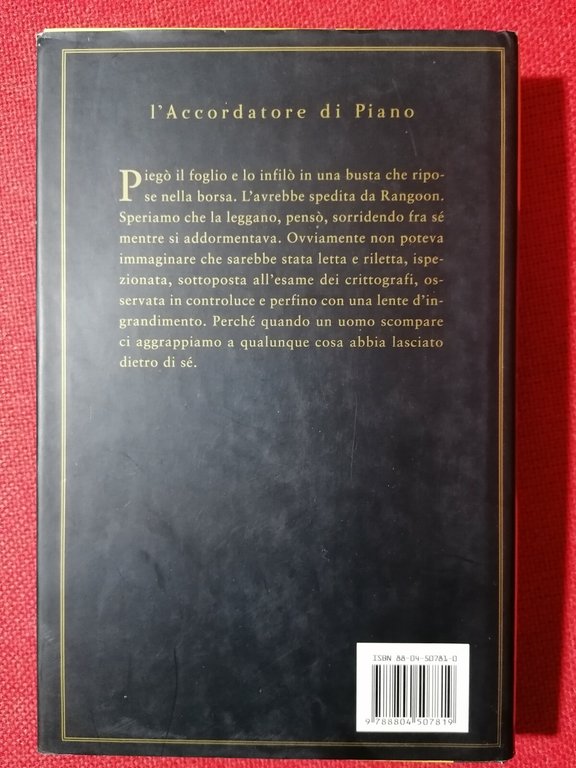 l'Accordatore di Piano
Piegò il foglio e lo infilò in una busta che ripo-
se nella borsa. L'avrebbe spedita da Rangoon.
Speriamo che la leggano, pensò, sorridendo fra sé
mentre si addormentava. Ovviamente non poteva
immaginare che sarebbe stata letta e riletta, ispe-
zionata, sottoposta all'esame dei crittografi, os-
servata in controluce e perfino con una lente d'in-
grandimento. Perché quando un uomo scompare
ci aggrappiamo a qualunque cosa abbia lasciato
dietro di sé.
ISBN 88-04-50781-0
9 788804 507819